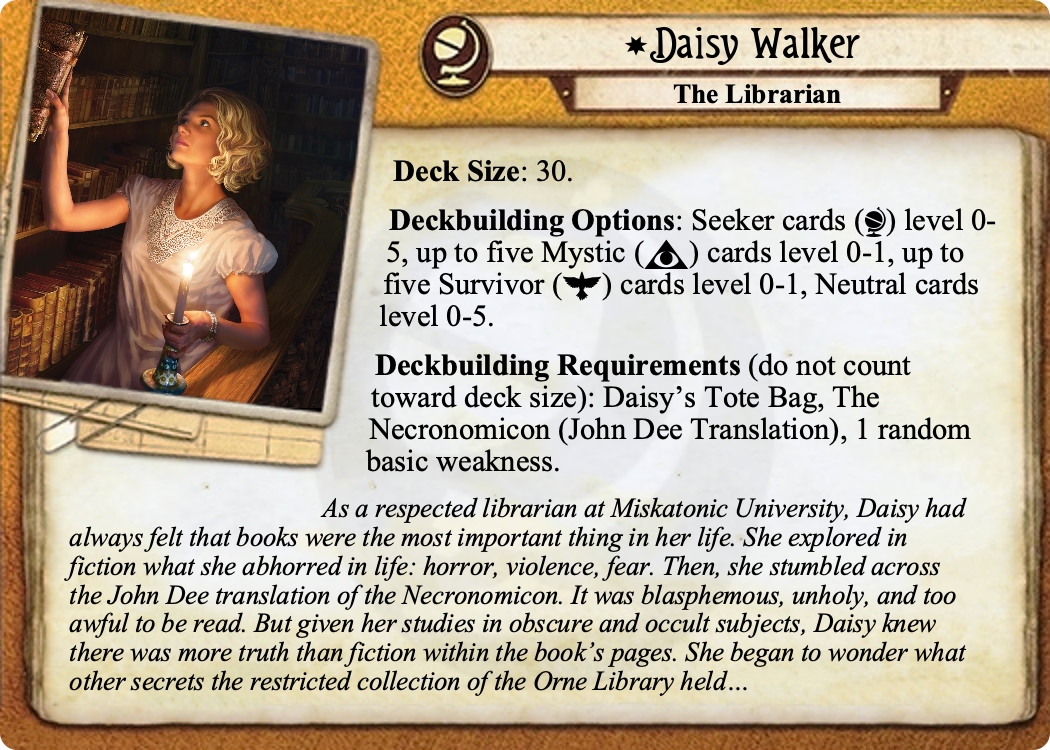 Daisy Walker
The Librarian
Deck Size: 30.
Deckbuilding Options: Seeker cards () level 0-
5, up to five Mystic () cards level 0-1, up to
five Survivor () cards level 0-1, Neutral cards
level 0-5.
Deckbuilding Requirements (do not count
toward deck size): Daisy’s Tote Bag, The
Necronomicon (John Dee Translation), 1 random
basic weakness.
As a respected librarian at Miskatonic University, Daisy had
always felt that books were the most important thing in her life. She explored in
fiction what she abhorred in life: horror, violence, fear. Then, she stumbled across
the John Dee translation of the Necronomicon. It was blasphemous, unholy, and too
awful to be read. But given her studies in obscure and occult subjects, Daisy knew
there was more truth than fiction within the book’s pages. She began to wonder what
other secrets the restricted collection of the Orne Library held...